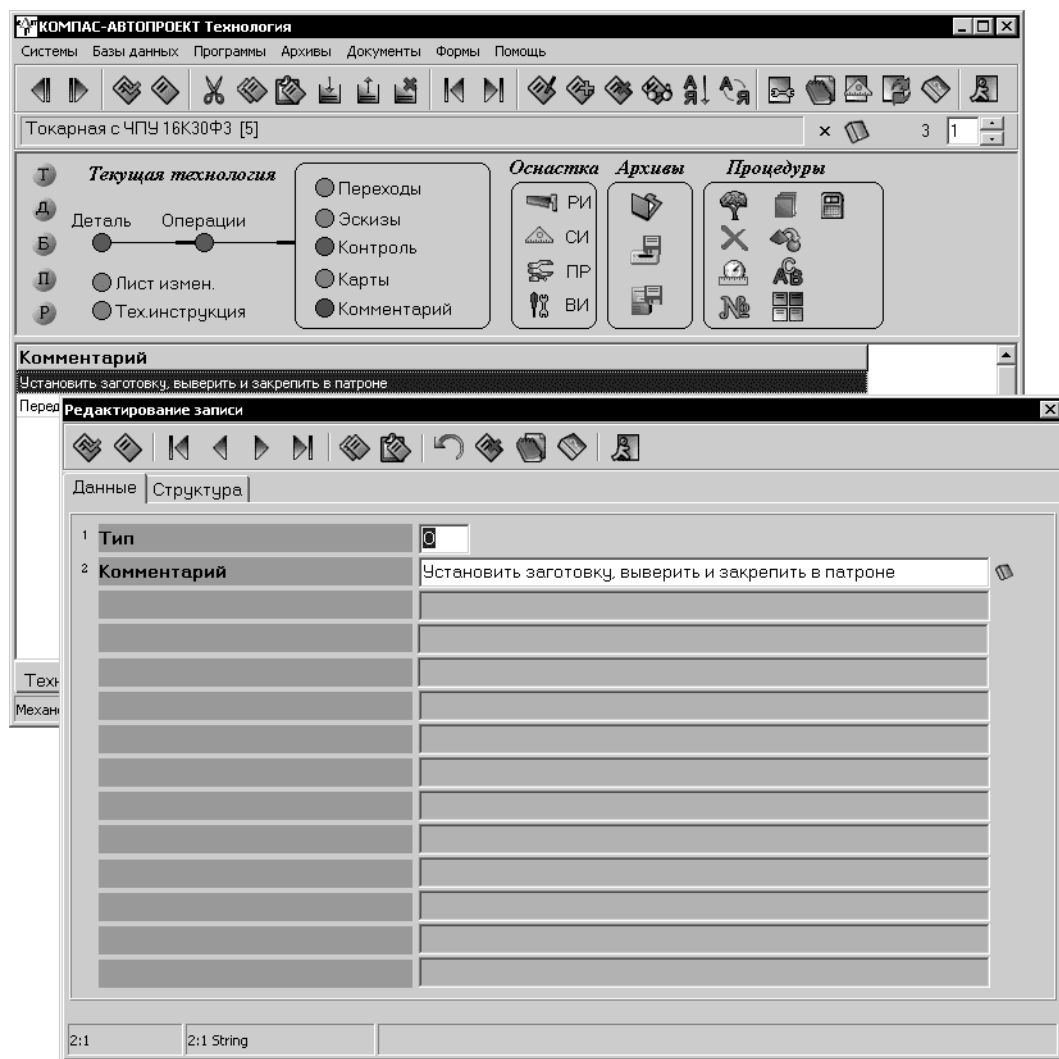 КОМПАС-АВТОПРОЕКТ Технология
Системы Базы данных Программы Архивы Документы Формы Помощь
Токарная с ЧПУ 16К30Ф3 [5] 3 1
Текущая технология Оснастка Архивы Процедуры
Т
Д
Б
П
Р
Деталь Операции
Лист измен.
Тех.инструкция
Переходы
Эскизы
Контроль
Карты
Комментарий
РИ
СИ
ПР
ВИ
Комментарий
Установить заготовку, выверить и закрепить в патроне
Перед
Техн
Механо
Редактирование записи
Данные Структура
1 Тип О
2 Комментарий Установить заготовку, выверить и закрепить в патроне
2:1 2:1 String